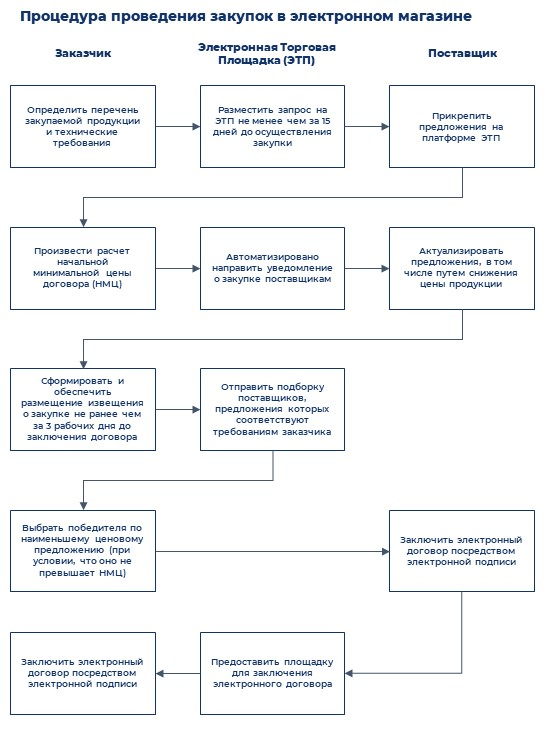 Процедура проведения закупок в электронном магазине
Заказчик
Электронная Торговая
Площадка (ЭТП)
Поставщик
Определить перечень
закупаемой продукции
и технические
требования
Разместить запрос на
ЭТП не менее чем за 15
дней до осуществления
закупки
Прикрепить
предложения на
платформе ЭТП
Произвести расчет
начальной
минимальной цены
договора (НМЦ)
Автоматизировано
направить уведомление
о закупке поставщикам
Актуализировать
предложения, в том
числе путем снижения
цены продукции
Сформировать и
обеспечить
размещение извещения
о закупке не ранее чем
за 3 рабочих дня до
заключения договора
Отправить подборку
поставщиков,
предложения которых
соответствуют
требованиям заказчика
Выбрать победителя по
наименьшему ценовому
предложению (при
условии, что оно не
превышает НМЦ)
Заключить электронный
договор посредством
электронной подписи
Заключить электронный
договор посредством
электронной подписи
Предоставить площадку
для заключения
электронного договора